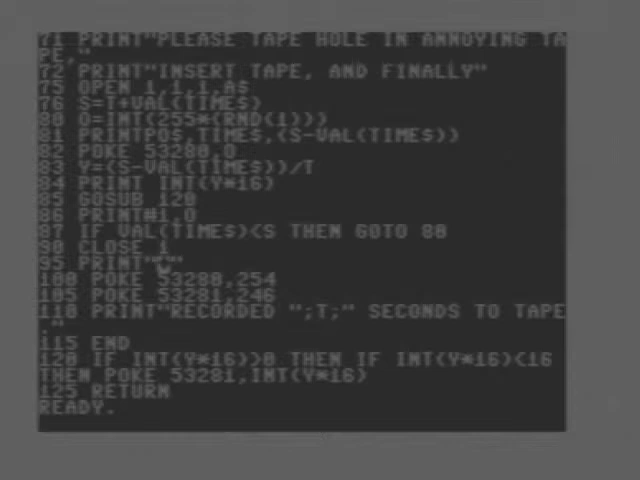 71 PRINT"PLEASE TAPE HOLE IN ANNOYING TA
PE,"
72 PRINT"INSERT TAPE, AND FINALLY"
75 OPEN 1,1,1,A$
76 S=T+VAL(TIME$)
80 O=INT(255*(RND(1)))
81 PRINTPO$,TIME$,(S-VAL(TIME$))
82 POKE 53280,O
83 Y=(S-VAL(TIME$))/T
84 PRINT INT(Y*16)
85 GOSUB 120
86 PRINT#1,O
87 IF VAL(TIME$)<S THEN GOTO 80
90 CLOSE 1
95 PRINT""
100 POKE 53280,254
105 POKE 53281,246
110 PRINT"RECORDED ";T;" SECONDS TO TAPE
."
115 END
120 IF INT(Y*16)>0 THEN IF INT(Y*16)<16
THEN POKE 53281,INT(Y*16)
125 RETURN
READY.